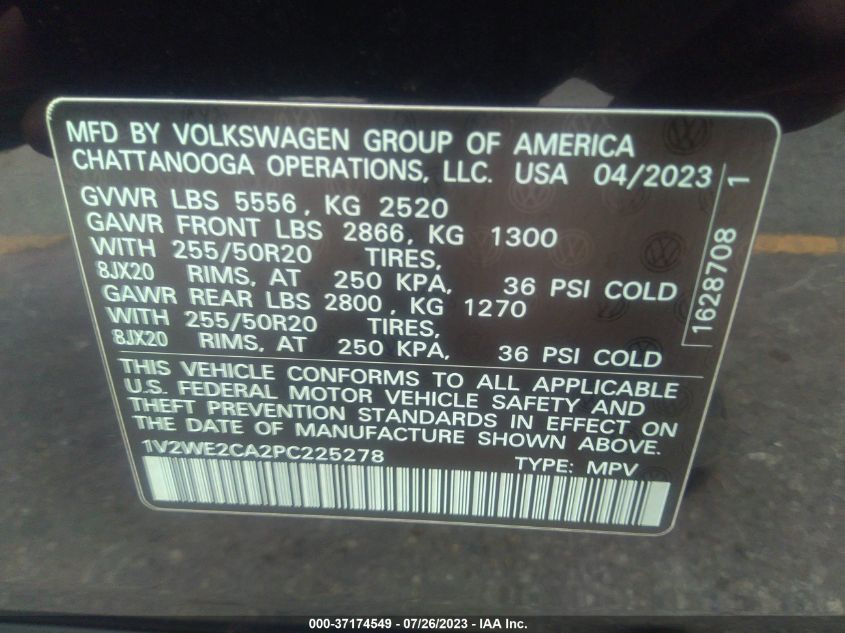 MFD BY VOLKSWAGEN GROUP OF AMERICA
CHATTANOOGA OPERATIONS, LLC. USA 04/2023
GVWR LBS 5556, KG 2520
GAWR FRONT LBS 2866, KG 1300
WITH 255/50R20 TIRES,
8JX20 RIMS, AT 250 KPA, 36 PSI COLD
GAWR REAR LBS 2800, KG 1270
WITH 255/50R20 TIRES,
8JX20 RIMS, AT 250 KPA, 36 PSI COLD
1628708 1
THIS VEHICLE CONFORMS TO ALL APPLICABLE
U.S. FEDERAL MOTOR VEHICLE SAFETY AND
THEFT PREVENTION STANDARDS IN EFFECT ON
THE DATE OF MANUFACTURE SHOWN ABOVE.
1V2WE2CA2PC225278 TYPE: MPV
000-37174549 - 07/26/2023 - IAA Inc.